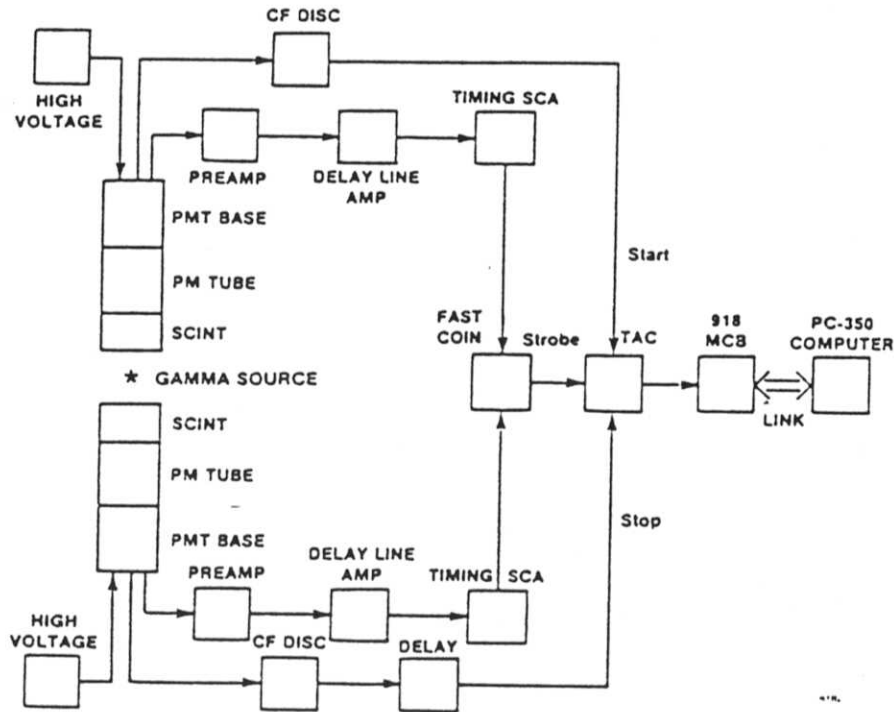 CF DISC
HIGH
VOLTAGE
TIMING SCA
PREAMP
DELAY LINE
AMP
PMT BASE
PM TUBE
SCINT
Start
FAST
COIN
Strobe
TAC
918
MCB
PC-350
COMPUTER
LINK
* GAMMA SOURCE
SCINT
PM TUBE
PMT BASE
Stop
PREAMP
DELAY LINE
AMP
TIMING SCA
HIGH
VOLTAGE
CF DISC
DELAY